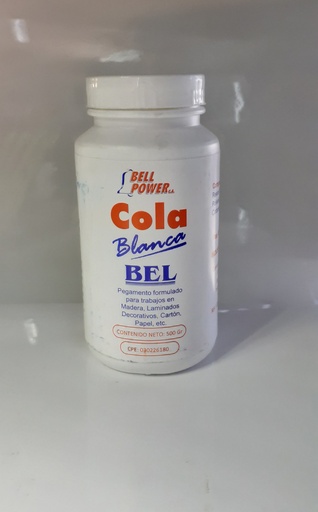 BELL
POWER S.A.
Cola
Blanca
BEL
Pegamento formulado
para trabajos en
Madera, Laminados
Decorativos, Cartón,
Papel, etc.
CONTENIDO NETO: 500 Gr
CPE: